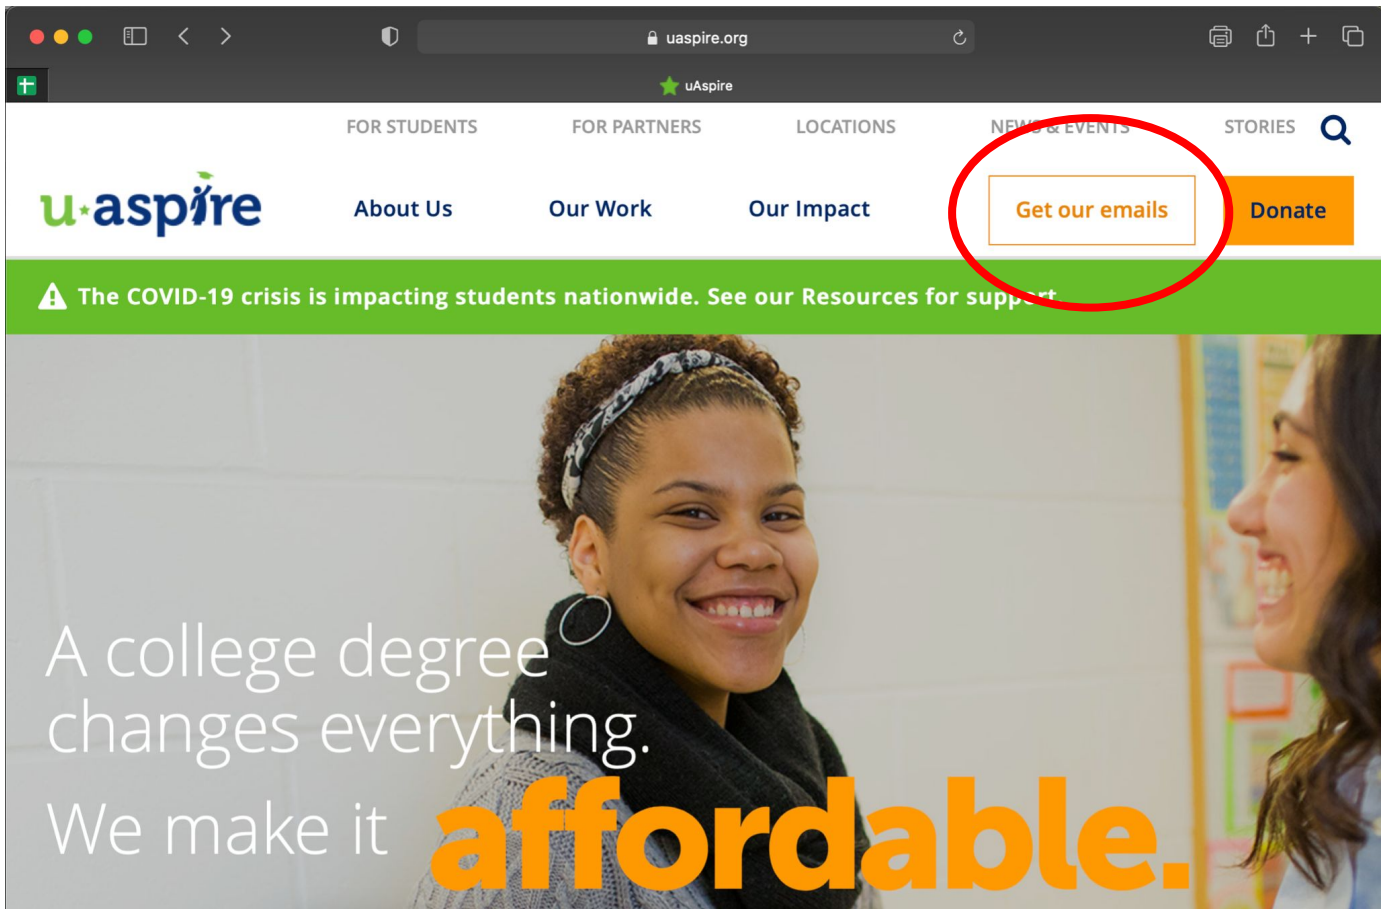 uaspire.org
uAspire
FOR STUDENTS FOR PARTNERS LOCATIONS NEWS & EVENTS STORIES
u aspire About Us Our Work Our Impact Get our emails Donate
The COVID-19 crisis is impacting students nationwide. See our Resources for support
A college degree
changes everything.
We make it affordable.